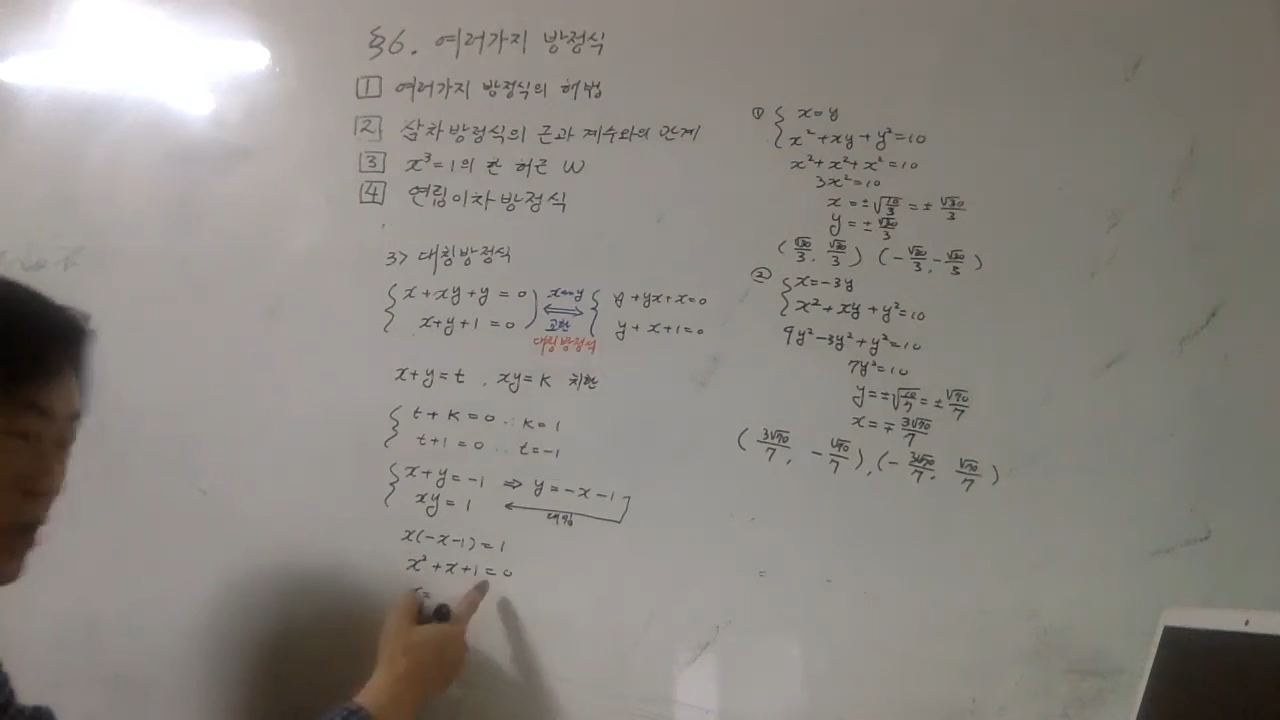 §6. 여러가지 방정식
1 여러가지 방정식의 해법
2 삼차방정식의 근과 계수와의 관계
3 x³=1의 한 허근 ω
4 연립이차방정식
3> 대칭방정식
x+xy+y=0
x+y+1=0
x↔y
교환
대칭방정식
y+yx+x=0
y+x+1=0
x+y=t , xy=k 치환
t+k=0 ∴ k=1
t+1=0 ∴ t=-1
x+y=-1 ⇒ y=-x-1
xy=1
대입
x(-x-1)=1
x²+x+1=0
x=
① x=y
x²+xy+y²=10
x²+x²+x²=10
3x²=10
x=±√10/3=±√30/3
y=±√30/3
(√30/3, √30/3) (-√30/3, -√30/3)
② x=-3y
x²+xy+y²=10
9y²-3y²+y²=10
7y²=10
y=±√10/7=±√70/7
x=∓3√70/7
(3√70/7, -√70/7), (-3√70/7, √70/7)